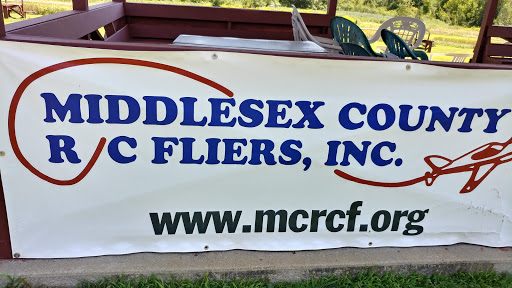 MIDDLESEX COUNTY
R/C FLIERS, INC.
www.mcrcf.org